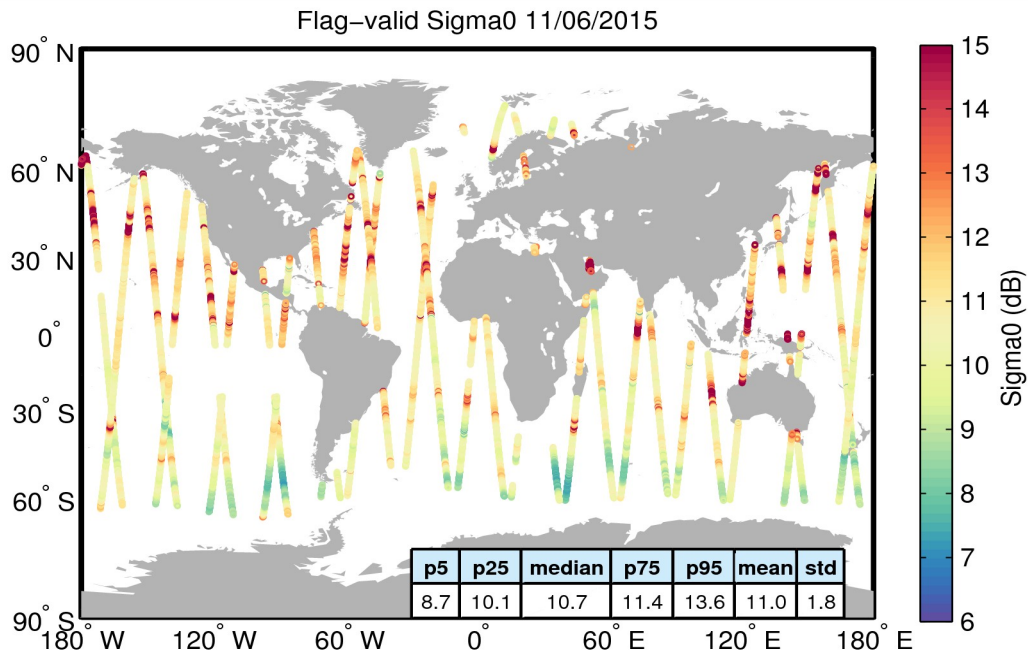 Flag−valid Sigma0 11/06/2015
90° N
60° N
30° N
0°
30° S
60° S
90° S
180° W
120° W
60° W
0°
60° E
120° E
180° E
p5 p25 median p75 p95 mean std
8.7 10.1 10.7 11.4 13.6 11.0 1.8
15
14
13
12
11
10
9
8
7
6
Sigma0 (dB)